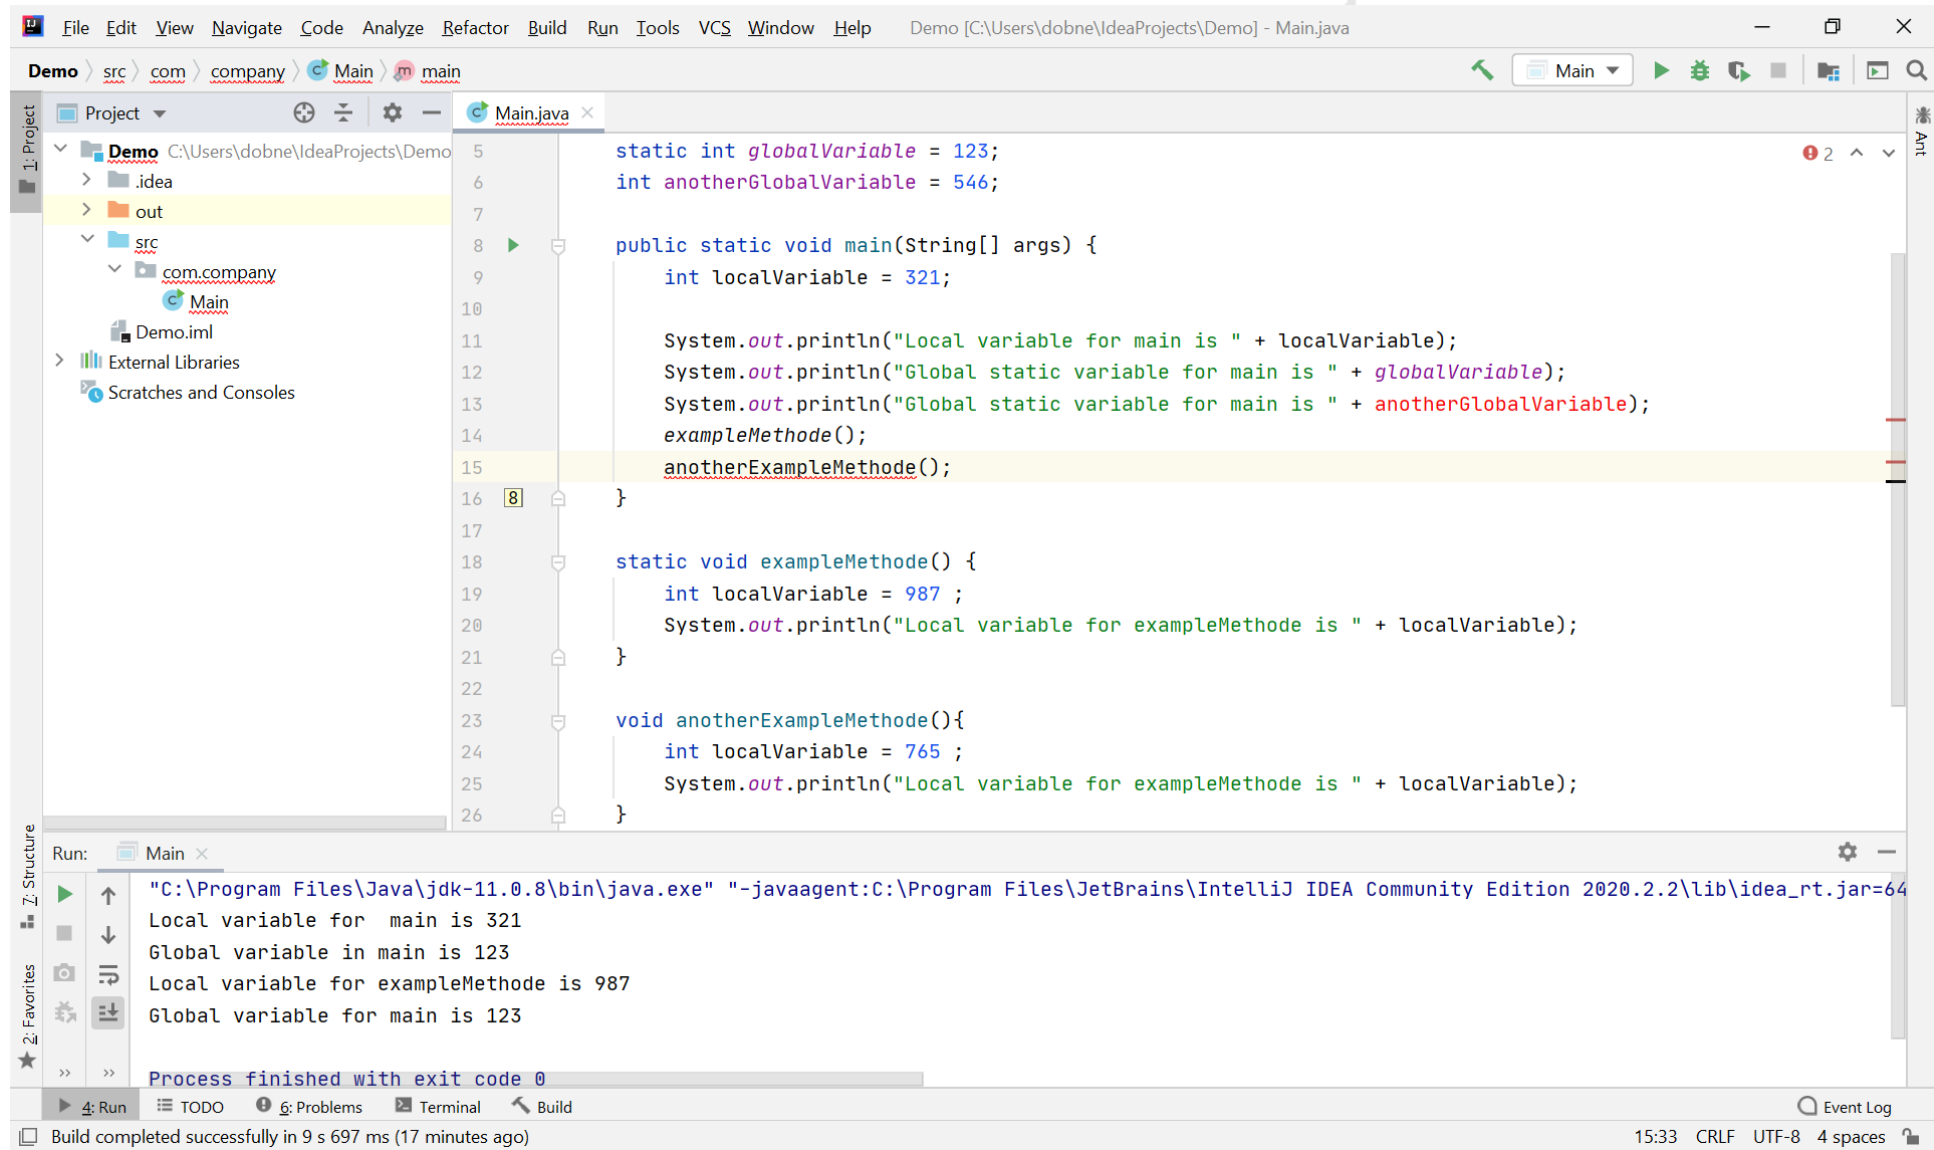 File Edit View Navigate Code Analyze Refactor Build Run Tools VCS Window Help Demo [C:\Users\dobne\IdeaProjects\Demo] - Main.java
Demo src com company Main main
Main
1: Project
Project
Main.java
Ant
Demo C:\Users\dobne\IdeaProjects\Demo
.idea
out
src
com.company
Main
Demo.iml
External Libraries
Scratches and Consoles
2
5 static int globalVariable = 123;
6 int anotherGlobalVariable = 546;
7
8 public static void main(String[] args) {
9 int localVariable = 321;
10
11 System.out.println("Local variable for main is " + localVariable);
12 System.out.println("Global static variable for main is " + globalVariable);
13 System.out.println("Global static variable for main is " + anotherGlobalVariable);
14 exampleMethode();
15 anotherExampleMethode();
16 8 }
17
18 static void exampleMethode() {
19 int localVariable = 987 ;
20 System.out.println("Local variable for exampleMethode is " + localVariable);
21 }
22
23 void anotherExampleMethode(){
24 int localVariable = 765 ;
25 System.out.println("Local variable for exampleMethode is " + localVariable);
26 }
7: Structure
2: Favorites
Run: Main
"C:\Program Files\Java\jdk-11.0.8\bin\java.exe" "-javaagent:C:\Program Files\JetBrains\IntelliJ IDEA Community Edition 2020.2.2\lib\idea_rt.jar=64
Local variable for  main is 321
Global variable in main is 123
Local variable for exampleMethode is 987
Global variable for main is 123
Process finished with exit code 0
4: Run TODO 6: Problems Terminal Build Event Log
Build completed successfully in 9 s 697 ms (17 minutes ago) 15:33 CRLF UTF-8 4 spaces